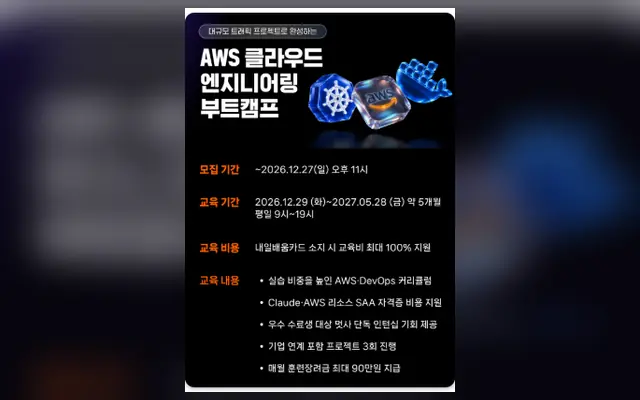 대규모 트래픽 프로젝트로 완성하는
AWS 클라우드
엔지니어링
부트캠프
AWS
모집 기간 ~2026.12.27(일) 오후 11시
교육 기간 2026.12.29 (화)~2027.05.28 (금) 약 5개월
평일 9시~19시
교육 비용 내일배움카드 소지 시 교육비 최대 100% 지원
교육 내용 • 실습 비중을 높인 AWS·DevOps 커리큘럼
• Claude·AWS 리소스 SAA 자격증 비용 지원
• 우수 수료생 대상 멋사 단독 인턴십 기회 제공
• 기업 연계 포함 프로젝트 3회 진행
• 매월 훈련장려금 최대 90만원 지급